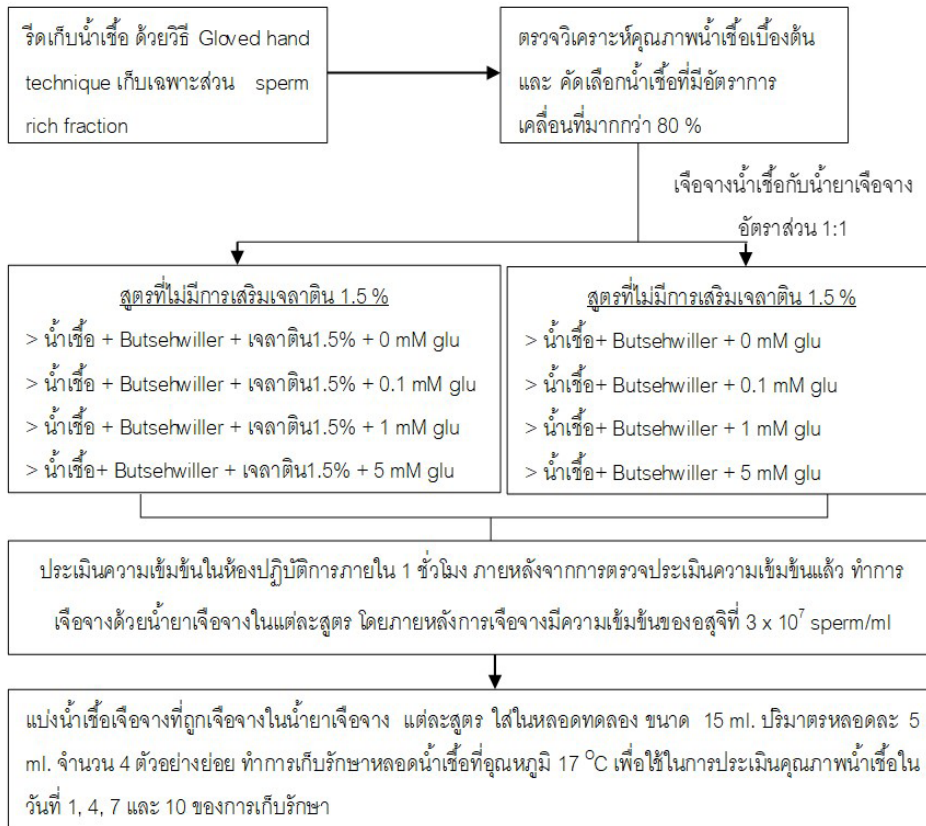 รีดเก็บน้ำเชื้อ ด้วยวิธี Gloved hand
technique เก็บเฉพาะส่วน sperm
rich fraction
ตรวจวิเคราะห์คุณภาพน้ำเชื้อเบื้องต้น
และ คัดเลือกน้ำเชื้อที่มีอัตราการ
เคลื่อนที่มากกว่า 80 %
เจือจางน้ำเชื้อกับน้ำยาเจือจาง
อัตราส่วน 1:1
สูตรที่ไม่มีการเสริมเจลาติน 1.5 %
> น้ำเชื้อ + Butsehwiller + เจลาติน1.5% + 0 mM glu
> น้ำเชื้อ + Butsehwiller + เจลาติน1.5% + 0.1 mM glu
> น้ำเชื้อ + Butsehwiller + เจลาติน1.5% + 1 mM glu
> น้ำเชื้อ+ Butsehwiller + เจลาติน1.5% + 5 mM glu
สูตรที่ไม่มีการเสริมเจลาติน 1.5 %
> น้ำเชื้อ+ Butsehwiller + 0 mM glu
> น้ำเชื้อ+ Butsehwiller + 0.1 mM glu
> น้ำเชื้อ+ Butsehwiller + 1 mM glu
> น้ำเชื้อ+ Butsehwiller + 5 mM glu
ประเมินความเข้มข้นในห้องปฏิบัติการภายใน 1 ชั่วโมง ภายหลังจากการตรวจประเมินความเข้มข้นแล้ว ทำการ
เจือจางด้วยน้ำยาเจือจางในแต่ละสูตร โดยภายหลังการเจือจางมีความเข้มข้นของอสุจิที่ 3 x 10⁷ sperm/ml
แบ่งน้ำเชื้อเจือจางที่ถูกเจือจางในน้ำยาเจือจาง แต่ละสูตร ใส่ในหลอดทดลอง ขนาด 15 ml. ปริมาตรหลอดละ 5
ml. จำนวน 4 ตัวอย่างย่อย ทำการเก็บรักษาหลอดน้ำเชื้อที่อุณหภูมิ 17 ⁰C เพื่อใช้ในการประเมินคุณภาพน้ำเชื้อใน
วันที่ 1, 4, 7 และ 10 ของการเก็บรักษา